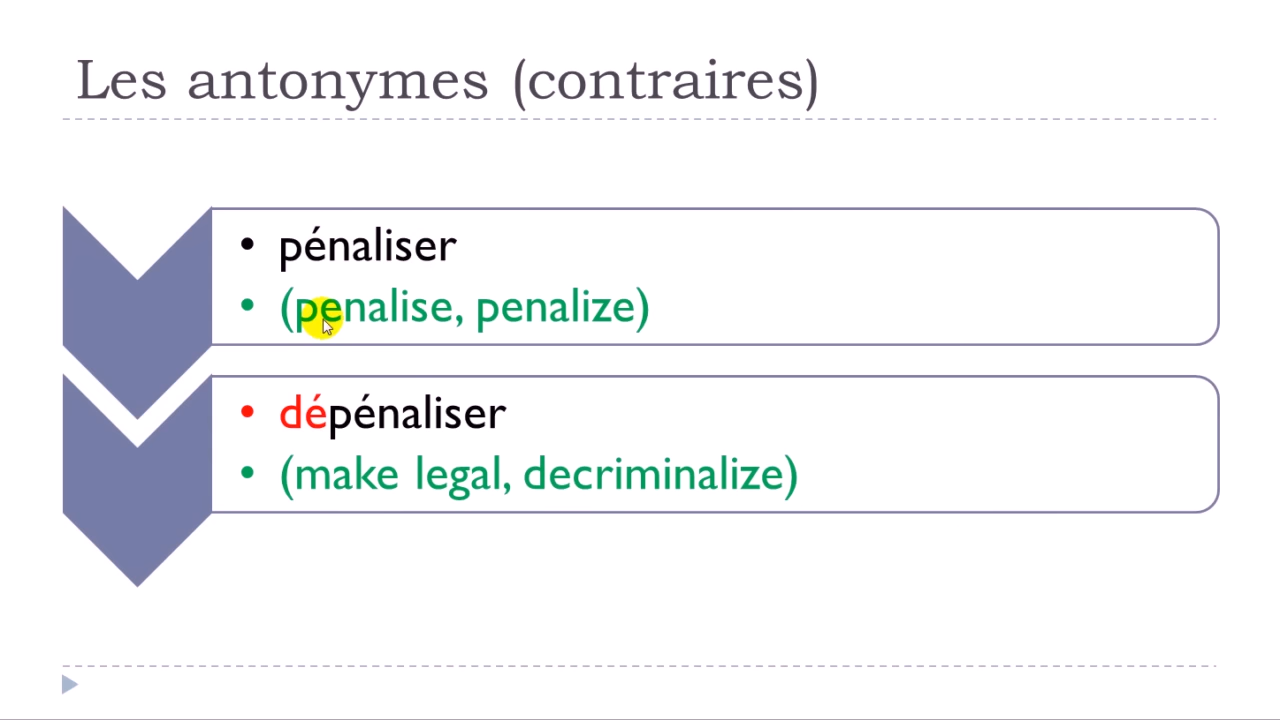 Les antonymes (contraires)
• pénaliser
• (penalise, penalize)
• dépénaliser
• (make legal, decriminalize)